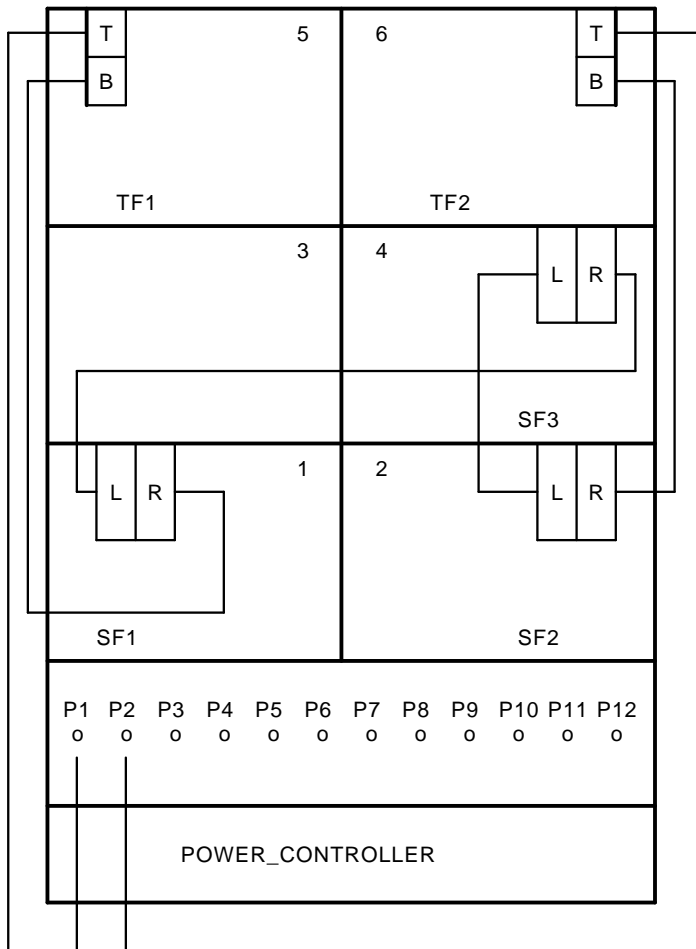 T 5 6 T
B B
TF1 TF2
3 4
L R
SF3
1 2
L R L R
SF1 SF2
P1 P2 P3 P4 P5 P6 P7 P8 P9 P10 P11 P12
o o o o o o o o o o o o
POWER_CONTROLLER